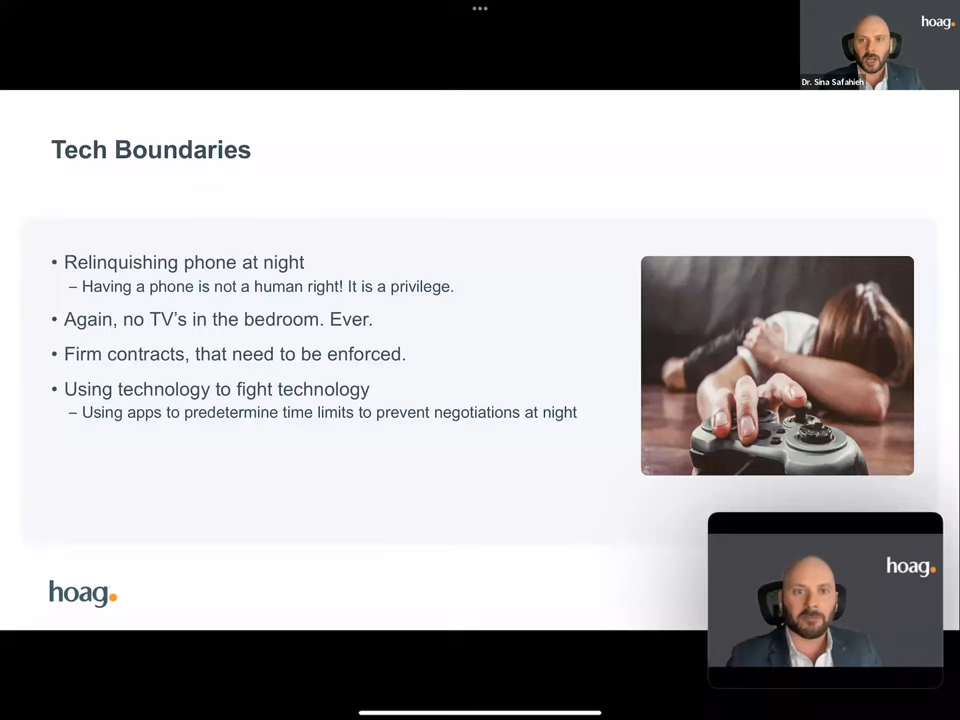 hoag.
Dr. Sina Safahieh
Tech Boundaries
• Relinquishing phone at night
– Having a phone is not a human right! It is a privilege.
• Again, no TV’s in the bedroom. Ever.
• Firm contracts, that need to be enforced.
• Using technology to fight technology
– Using apps to predetermine time limits to prevent negotiations at night
hoag.
hoag.